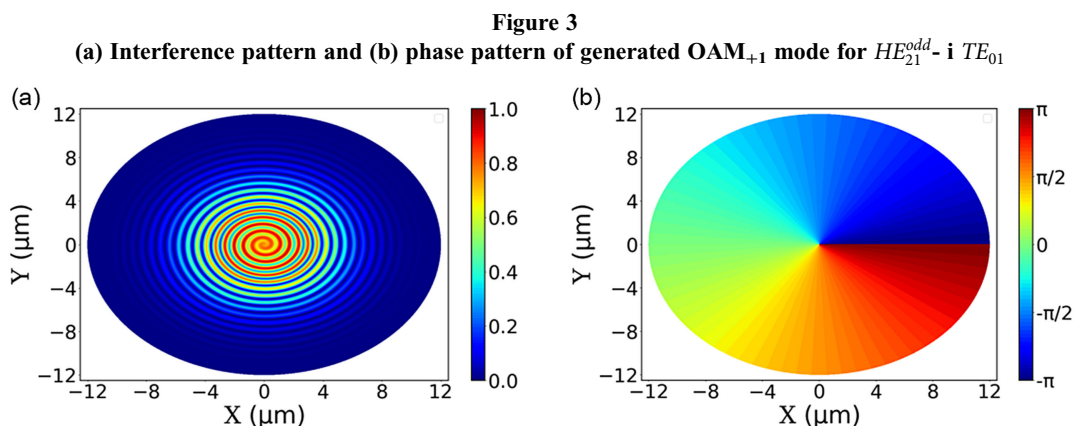 Figure 3
(a) Interference pattern and (b) phase pattern of generated OAM₊₁ mode for HE₂₁ᵒᵈᵈ- i TE₀₁
(a)
12
8
4
0
−4
−8
−12
Y (μm)
−12 −8 −4 0 4 8 12
X (μm)
1.0
0.8
0.6
0.4
0.2
0.0
(b)
12
8
4
0
−4
−8
−12
Y (μm)
−12 −8 −4 0 4 8 12
X (μm)
π
π/2
0
-π/2
-π